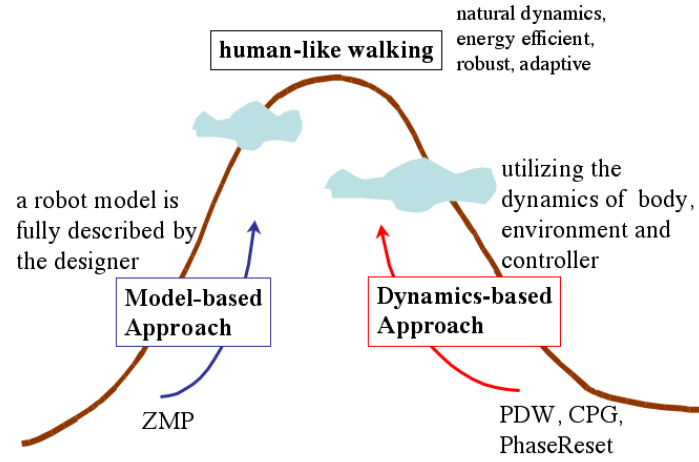 human-like walking
natural dynamics,
energy efficient,
robust, adaptive
a robot model is
fully described by
the designer
utilizing the
dynamics of body,
environment and
controller
Model-based
Approach
Dynamics-based
Approach
ZMP
PDW, CPG,
PhaseReset